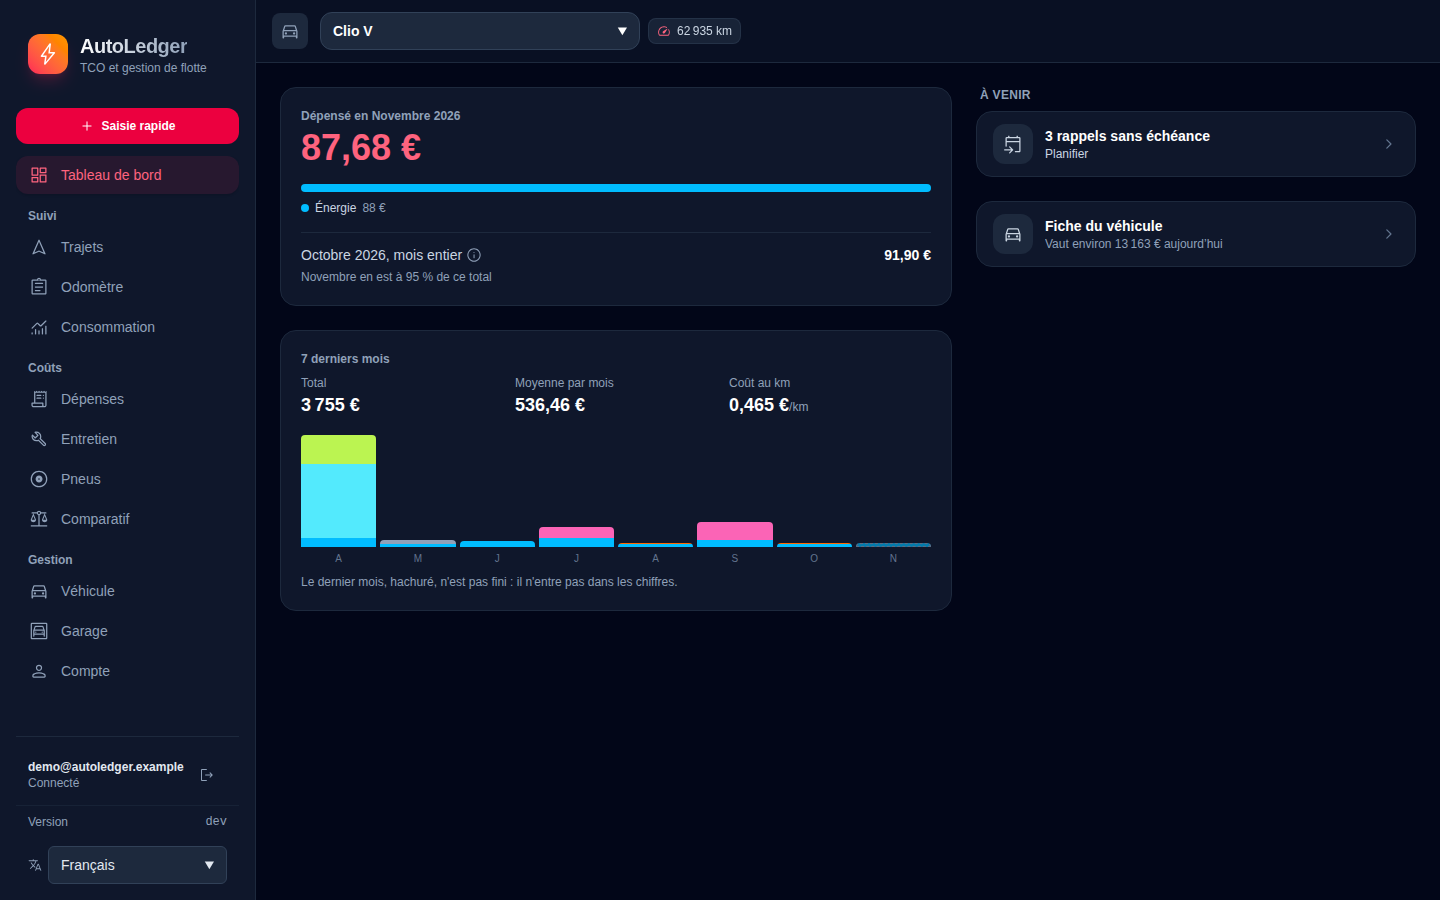 AutoLedger
TCO et gestion de flotte
Saisie rapide
Tableau de bord
Suivi
Trajets
Odomètre
Consommation
Coûts
Dépenses
Entretien
Pneus
Comparatif
Gestion
Véhicule
Garage
Compte
demo@autoledger.example
Connecté
Version dev
Français
Clio V
62 935 km
Dépensé en Novembre 2026
87,68 €
Énergie 88 €
Octobre 2026, mois entier 91,90 €
Novembre en est à 95 % de ce total
7 derniers mois
Total Moyenne par mois Coût au km
3 755 € 536,46 € 0,465 €/km
A M J J A S O N
Le dernier mois, hachuré, n'est pas fini : il n'entre pas dans les chiffres.
À VENIR
3 rappels sans échéance
Planifier
Fiche du véhicule
Vaut environ 13 163 € aujourd’hui